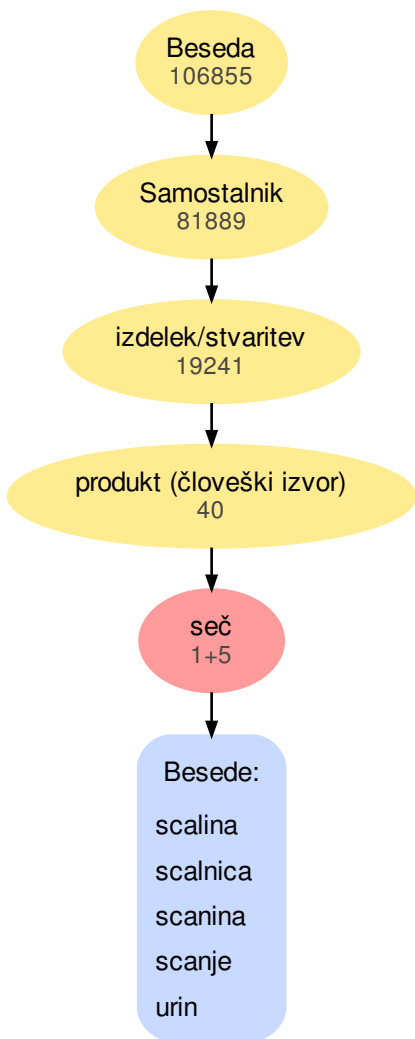 Beseda
106855
Samostalnik
81889
izdelek/stvaritev
19241
produkt (človeški izvor)
40
seč
1+5
Besede:
scalina
scalnica
scanina
scanje
urin